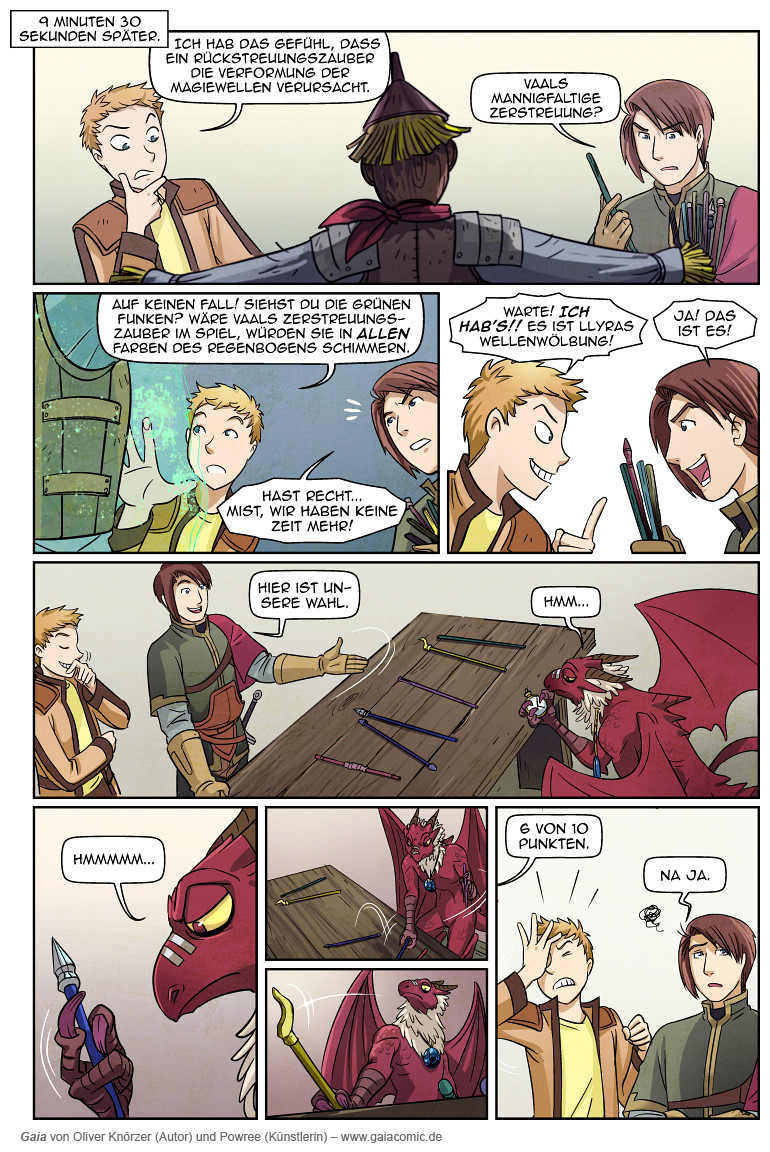 9 MINUTEN 30
SEKUNDEN SPÄTER.
ICH HAB DAS GEFÜHL, DASS
EIN RÜCKSTREUUNGSZAUBER
DIE VERFORMUNG DER
MAGIEWELLEN VERURSACHT.
VAALS
MANNIGFALTIGE
ZERSTREUUNG?
AUF KEINEN FALL! SIEHST DU DIE GRÜNEN
FUNKEN? WÄRE VAALS ZERSTREUUNGS-
ZAUBER IM SPIEL, WÜRDEN SIE IN ALLEN
FARBEN DES REGENBOGENS SCHIMMERN.
HAST RECHT...
MIST, WIR HABEN KEINE
ZEIT MEHR!
WARTE! ICH
HAB'S!! ES IST LLYRAS
WELLENWÖLBUNG!
JA! DAS
IST ES!
HIER IST UN-
SERE WAHL.
HMM...
HMMMMM...
6 VON 10
PUNKTEN.
NA JA.
Gaia von Oliver Knörzer (Autor) und Powree (Künstlerin) – www.gaiacomic.de